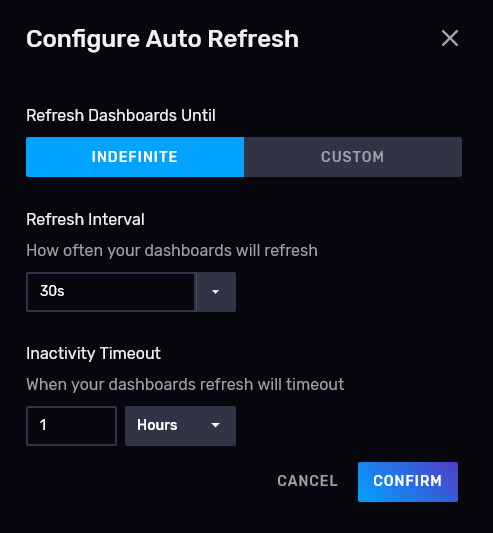 Configure Auto Refresh
Refresh Dashboards Until
INDEFINITE CUSTOM
Refresh Interval
How often your dashboards will refresh
30s
Inactivity Timeout
When your dashboards refresh will timeout
1 Hours
CANCEL CONFIRM